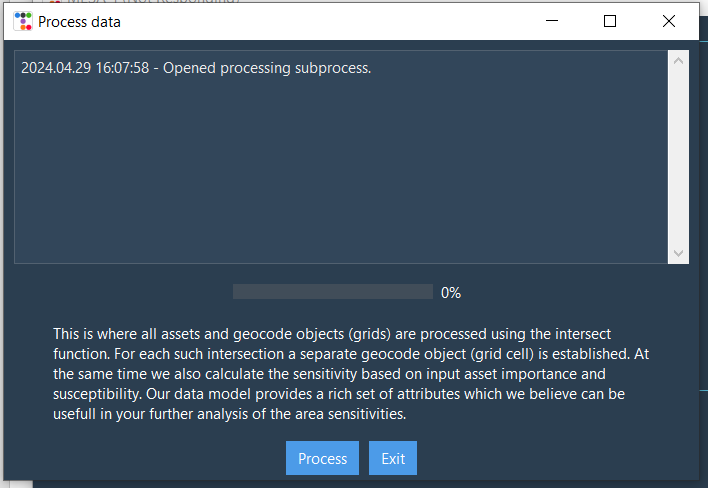 Process data
2024.04.29 16:07:58 - Opened processing subprocess.
0%
This is where all assets and geocode objects (grids) are processed using the intersect
function. For each such intersection a separate geocode object (grid cell) is established. At
the same time we also calculate the sensitivity based on input asset importance and
susceptibility. Our data model provides a rich set of attributes which we believe can be
usefull in your further analysis of the area sensitivities.
Process Exit